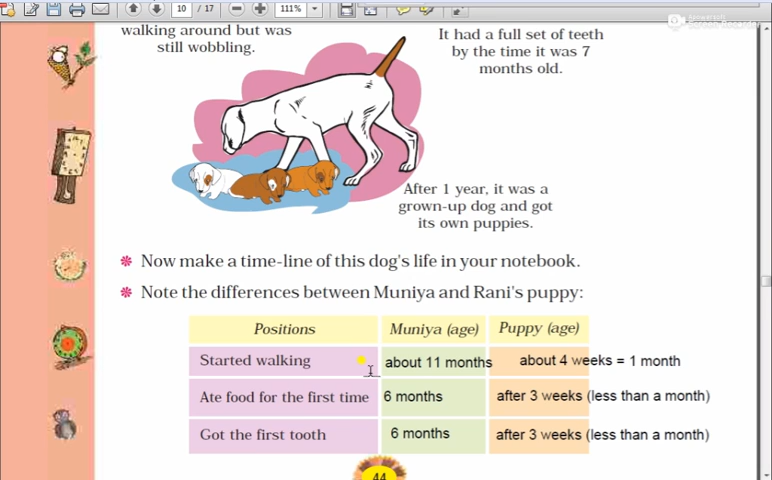 10 / 17
111%
walking around but was
still wobbling.
It had a full set of teeth
by the time it was 7
months old.
After 1 year, it was a
grown-up dog and got
its own puppies.
Now make a time-line of this dog's life in your notebook.
Note the differences between Muniya and Rani's puppy:
Positions Muniya (age) Puppy (age)
Started walking about 11 months about 4 weeks = 1 month
Ate food for the first time 6 months after 3 weeks (less than a month)
Got the first tooth 6 months after 3 weeks (less than a month)
44